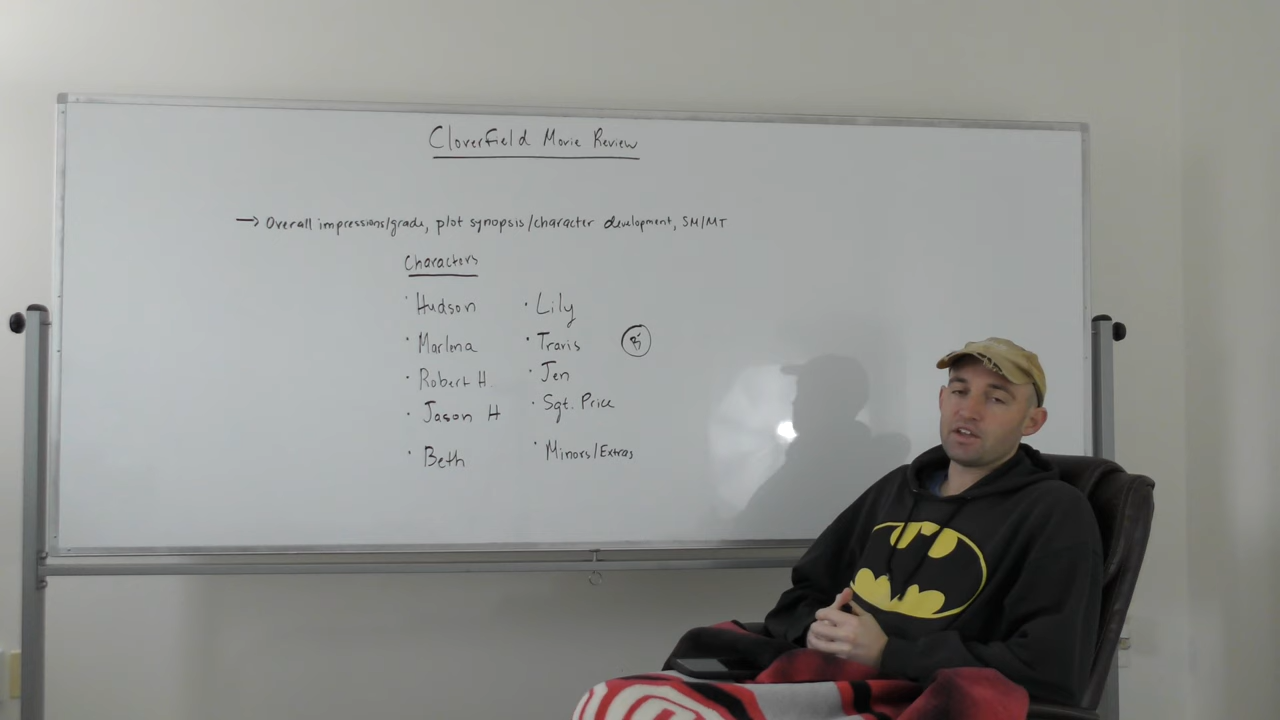 Cloverfield Movie Review
→ Overall impressions/grade, plot synopsis/character development, SM/MT
Charactors
· Hudson
· Marlena
· Robert H.
· Jason H
· Beth
· Lily
· Travis
· Jen
· Sgt. Price
· Minors/Extras